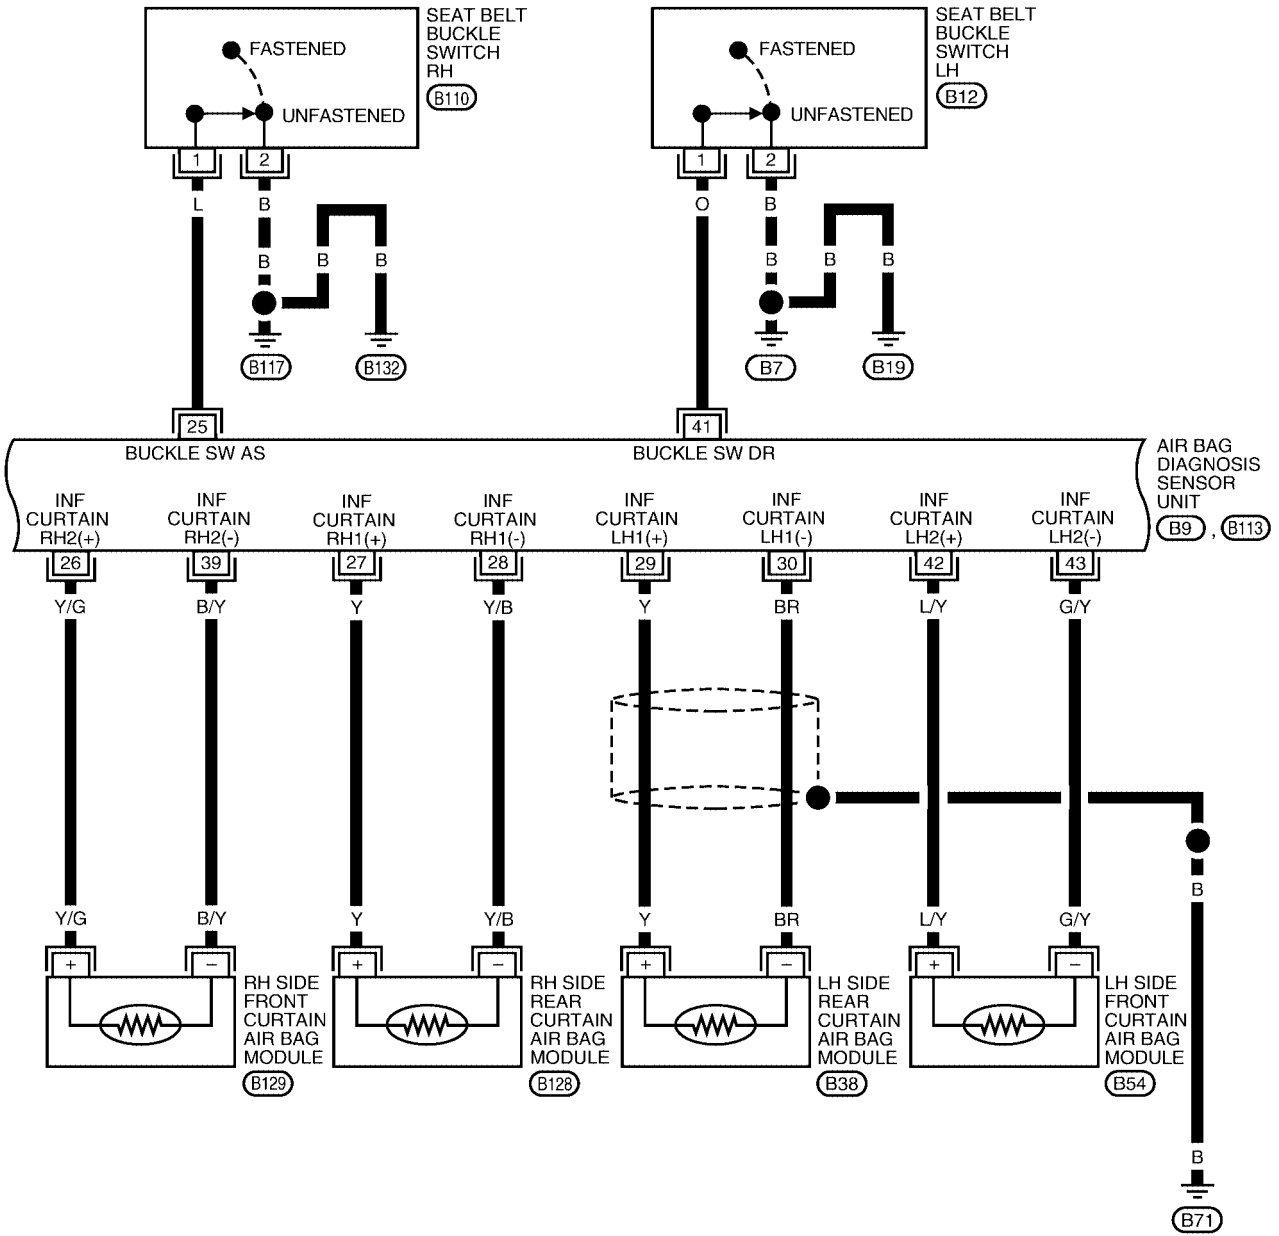 SEAT BELT
BUCKLE
SWITCH
RH
B110
FASTENED
UNFASTENED
1
2
L
B
B
B
B
B117
B132
SEAT BELT
BUCKLE
SWITCH
LH
B12
FASTENED
UNFASTENED
1
2
O
B
B
B
B
B7
B19
25
41
BUCKLE SW AS
BUCKLE SW DR
AIR BAG
DIAGNOSIS
SENSOR
UNIT
B9 , B113
INF
CURTAIN
RH2(+)
INF
CURTAIN
RH2(-)
INF
CURTAIN
RH1(+)
INF
CURTAIN
RH1(-)
INF
CURTAIN
LH1(+)
INF
CURTAIN
LH1(-)
INF
CURTAIN
LH2(+)
INF
CURTAIN
LH2(-)
26
39
27
28
29
30
42
43
Y/G
B/Y
Y
Y/B
Y
BR
L/Y
G/Y
B
Y/G
B/Y
Y
Y/B
Y
BR
L/Y
G/Y
+
−
+
−
+
−
+
−
RH SIDE
FRONT
CURTAIN
AIR BAG
MODULE
B129
RH SIDE
REAR
CURTAIN
AIR BAG
MODULE
B128
LH SIDE
REAR
CURTAIN
AIR BAG
MODULE
B38
LH SIDE
FRONT
CURTAIN
AIR BAG
MODULE
B54
B
B71